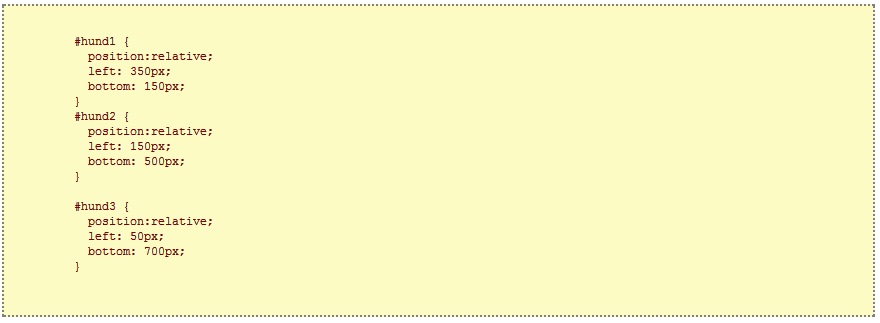 #hund1 {
  position:relative;
  left: 350px;
  bottom: 150px;
}
#hund2 {
  position:relative;
  left: 150px;
  bottom: 500px;
}

#hund3 {
  position:relative;
  left: 50px;
  bottom: 700px;
}